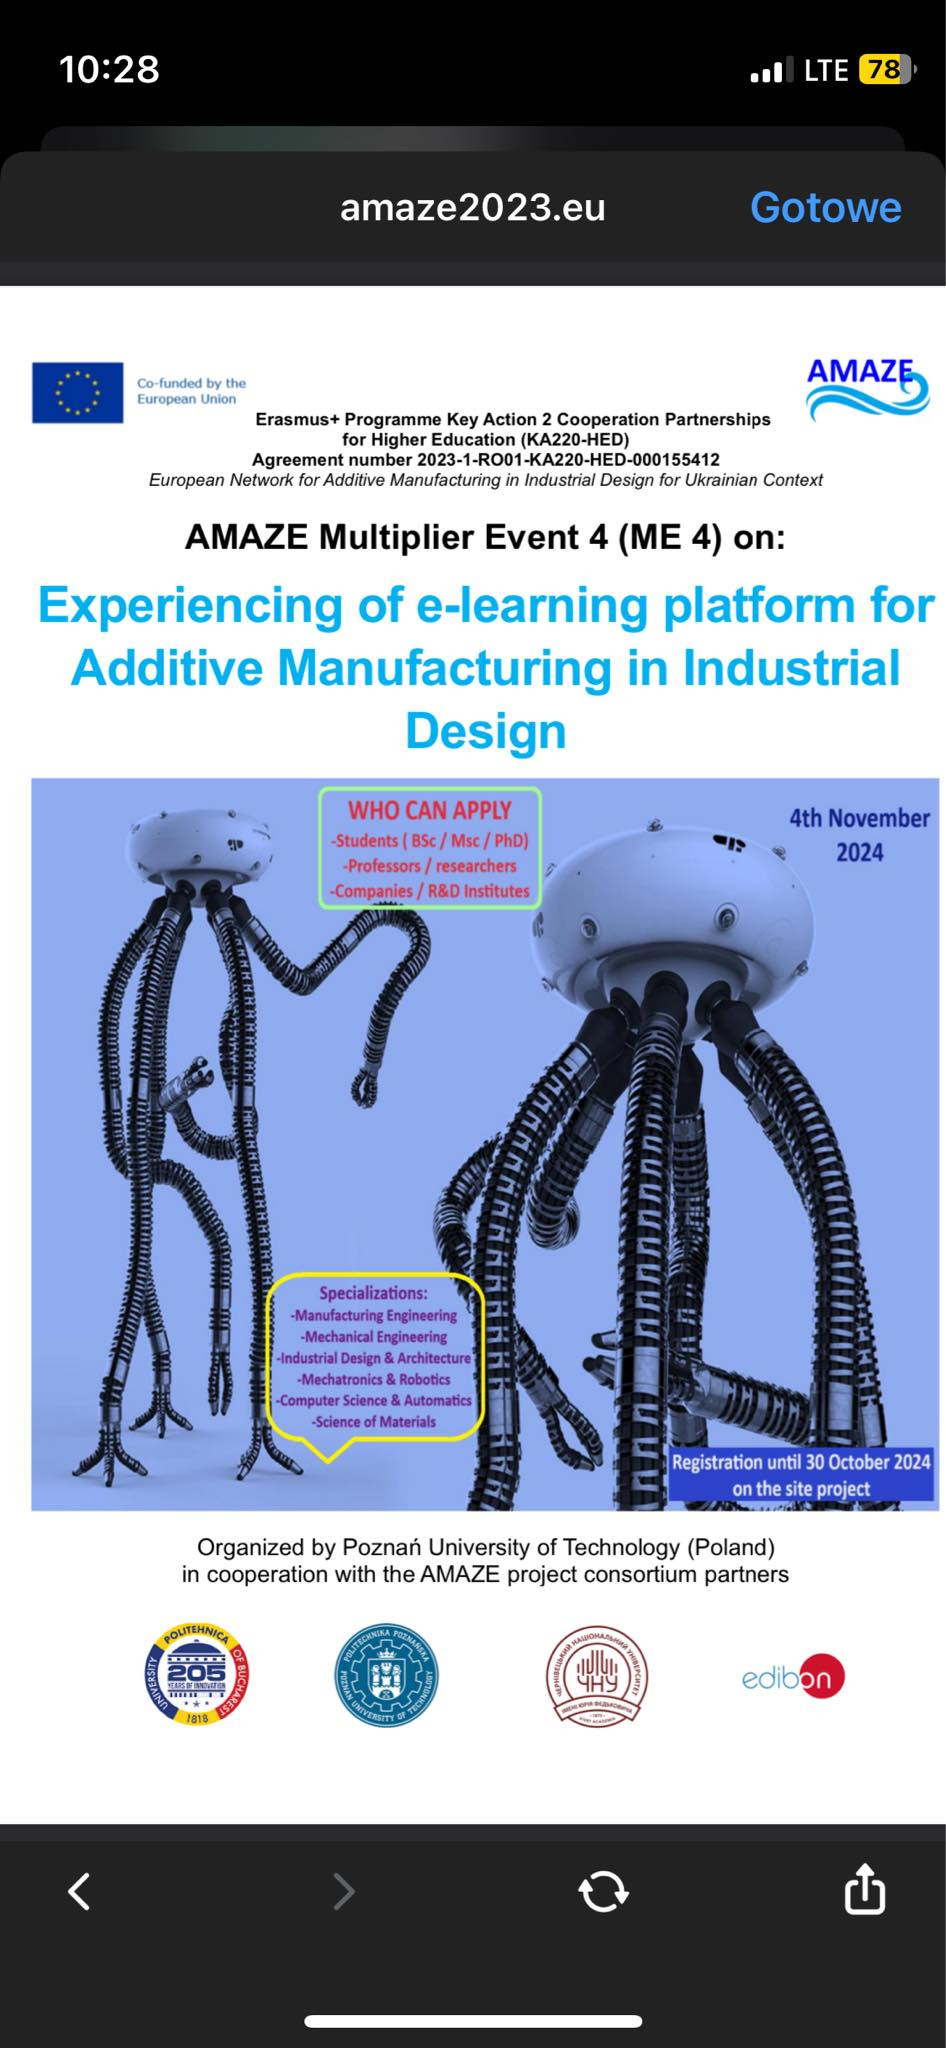 10:28
LTE 78
amaze2023.eu
Gotowe
Co-funded by the
European Union
AMAZE
Erasmus+ Programme Key Action 2 Cooperation Partnerships
for Higher Education (KA220-HED)
Agreement number 2023-1-RO01-KA220-HED-000155412
European Network for Additive Manufacturing in Industrial Design for Ukrainian Context
AMAZE Multiplier Event 4 (ME 4) on:
Experiencing of e-learning platform for
Additive Manufacturing in Industrial
Design
WHO CAN APPLY
-Students ( BSc / Msc / PhD)
-Professors / researchers
-Companies / R&D Institutes
4th November
2024
Specializations:
-Manufacturing Engineering
-Mechanical Engineering
-Industrial Design & Architecture
-Mechatronics & Robotics
-Computer Science & Automatics
-Science of Materials
Registration until 30 October 2024
on the site project
Organized by Poznań University of Technology (Poland)
in cooperation with the AMAZE project consortium partners
UNIVERSITY POLITEHNICA OF BUCHAREST
205
YEARS OF INNOVATION
1818
POLITECHNIKA POZNAŃSKA
POZNAN UNIVERSITY OF TECHNOLOGY
ЧЕРНІВЕЦЬКИЙ НАЦІОНАЛЬНИЙ УНІВЕРСИТЕТ
ЧНУ
ІМЕНІ ЮРІЯ ФЕДЬКОВИЧА
edibon